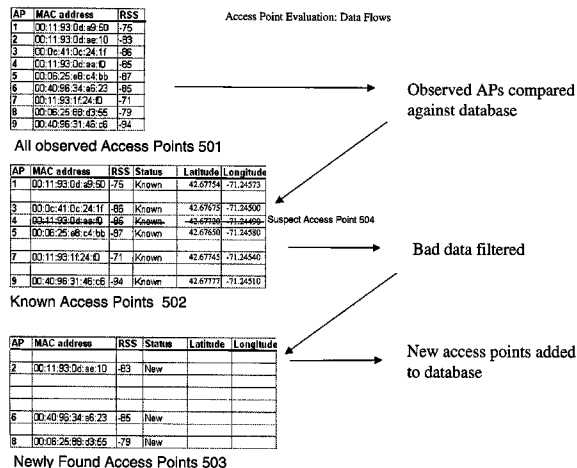 Access Point Evaluation: Data Flows
AP MAC address RSS
1 00:11:93:0d:a9:50 -75
2 00:11:93:0d:ae:10 -83
3 00:0c:41:0c:24:1f -86
4 00:11:93:0d:aa:f0 -85
5 00:06:25:e8:c4:bb -87
6 00:40:96:34:a6:23 -85
7 00:11:93:1f:24:f0 -71
8 00:06:25:88:d3:55 -79
9 00:40:96:31:46:c6 -94
All observed Access Points 501
Observed APs compared
against database
AP MAC address RSS Status Latitude Longitude
1 00:11:93:0d:a9:50 -75 Known 42.67754 -71.24573
3 00:0c:41:0c:24:1f -86 Known 42.67675 -71.24500
4 00:11:93:0d:aa:f0 -85 Known Suspect Access Point 504
5 00:06:25:e8:c4:bb -87 Known 42.67650 -71.24580
7 00:11:93:1f:24:f0 -71 Known 42.67745 -71.24540
9 00:40:96:31:46:c6 -94 Known 42.67777 -71.24510
Known Access Points 502
Bad data filtered
AP MAC address RSS Status Latitude Longitude
2 00:11:93:0d:ae:10 -83 New
6 00:40:96:34:a6:23 -85 New
8 00:06:25:88:d3:55 -79 New
Newly Found Access Points 503
New access points added
to database